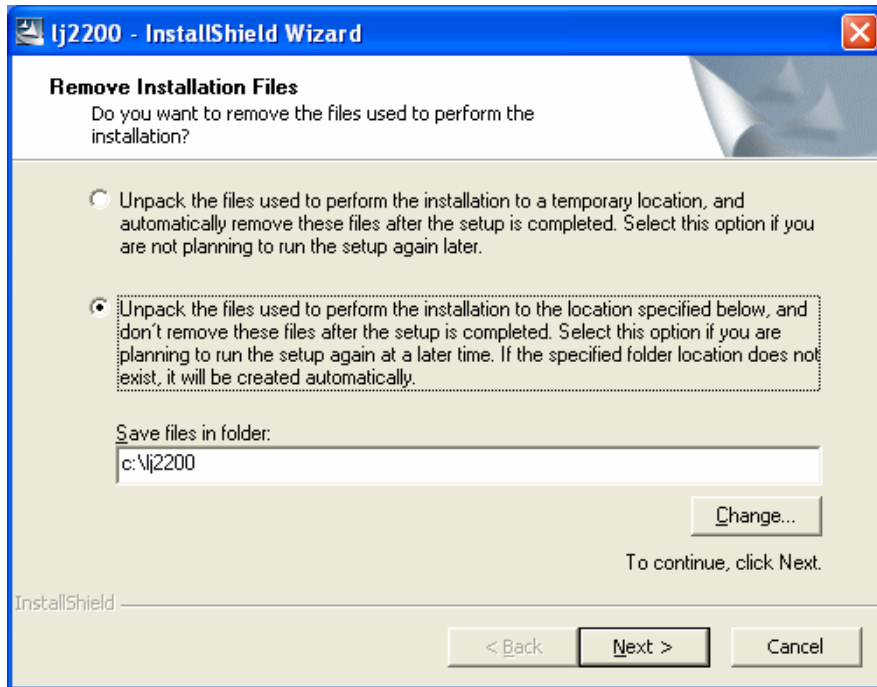 lj2200 - InstallShield Wizard
Remove Installation Files
Do you want to remove the files used to perform the
installation?
Unpack the files used to perform the installation to a temporary location, and
automatically remove these files after the setup is completed. Select this option if you
are not planning to run the setup again later.
Unpack the files used to perform the installation to the location specified below, and
don´t remove these files after the setup is completed. Select this option if you are
planning to run the setup again at a later time. If the specified folder location does not
exist, it will be created automatically.
Save files in folder:
c:\lj2200
Change...
To continue, click Next.
InstallShield
< Back
Next >
Cancel